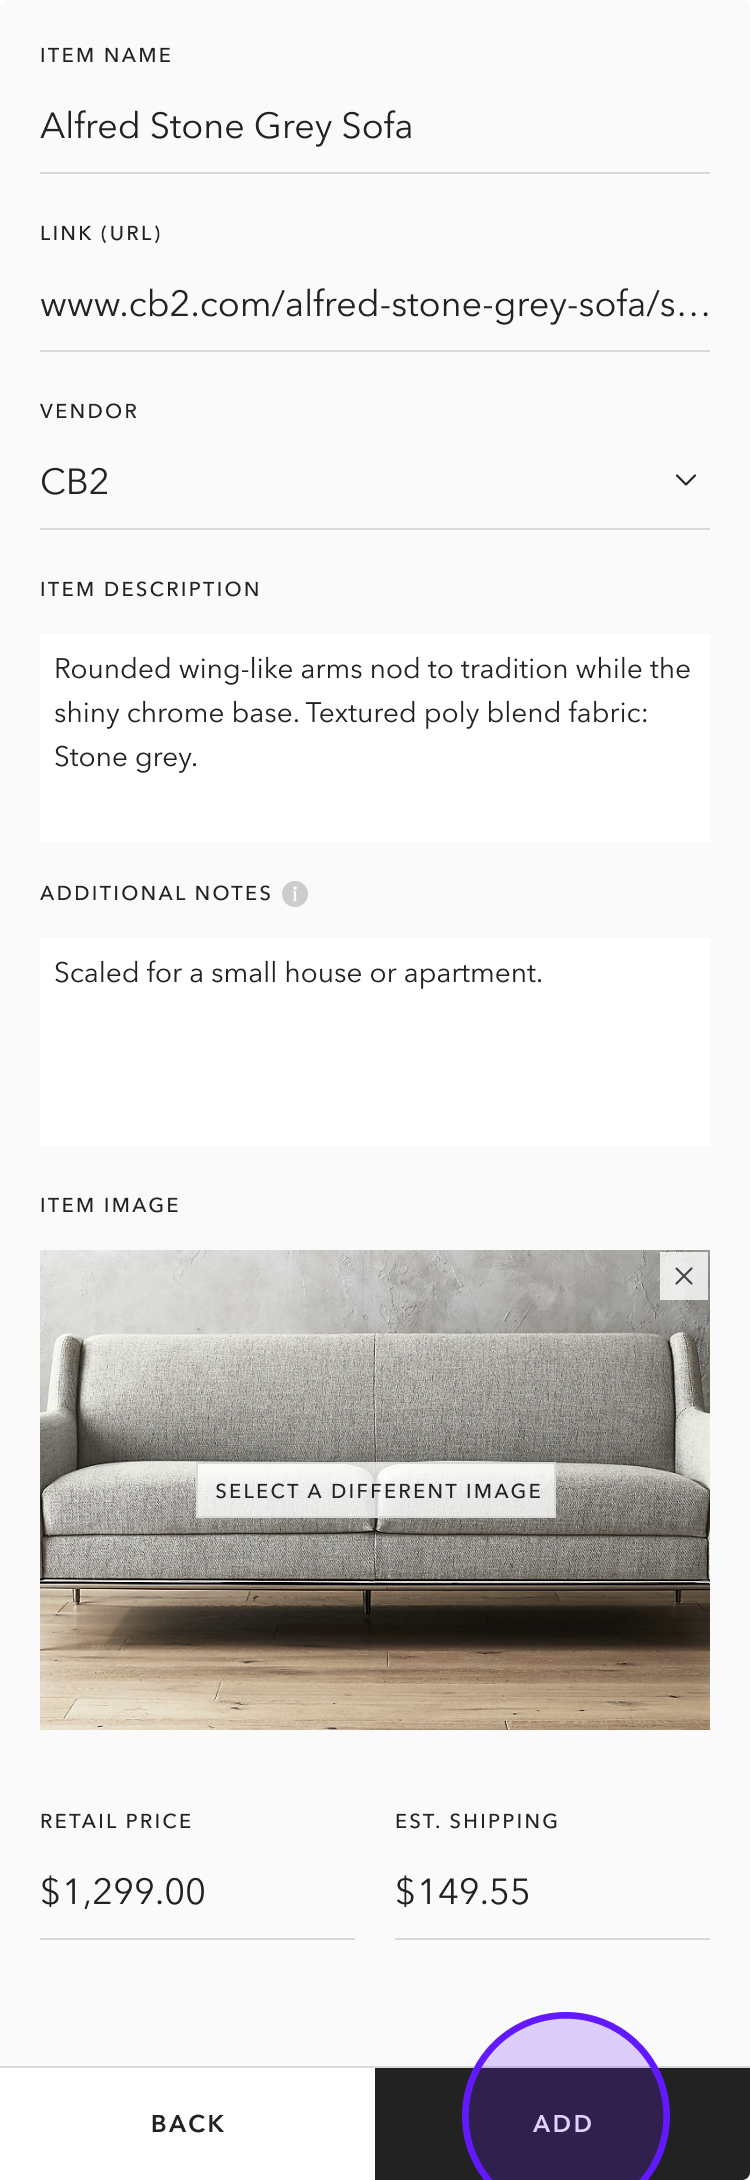 ITEM NAME
Alfred Stone Grey Sofa
LINK (URL)
www.cb2.com/alfred-stone-grey-sofa/s...
VENDOR
CB2
ITEM DESCRIPTION
Rounded wing-like arms nod to tradition while the
shiny chrome base. Textured poly blend fabric:
Stone grey.
ADDITIONAL NOTES i
Scaled for a small house or apartment.
ITEM IMAGE
SELECT A DIFFERENT IMAGE
RETAIL PRICE
EST. SHIPPING
$1,299.00
$149.55
BACK
ADD